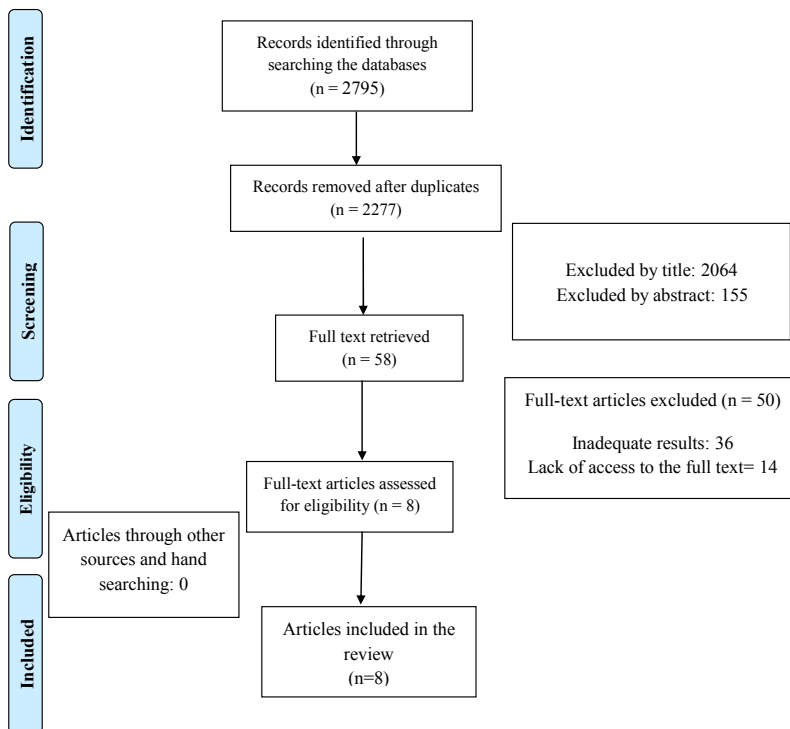 Identification
Records identified through
searching the databases
(n = 2795)
Records removed after duplicates
(n = 2277)
Screening
Excluded by title: 2064
Excluded by abstract: 155
Full text retrieved
(n = 58)
Full-text articles excluded (n = 50)
Inadequate results: 36
Lack of access to the full text= 14
Eligibility
Full-text articles assessed
for eligibility (n = 8)
Articles through other
sources and hand
searching: 0
Included
Articles included in the
review
(n=8)